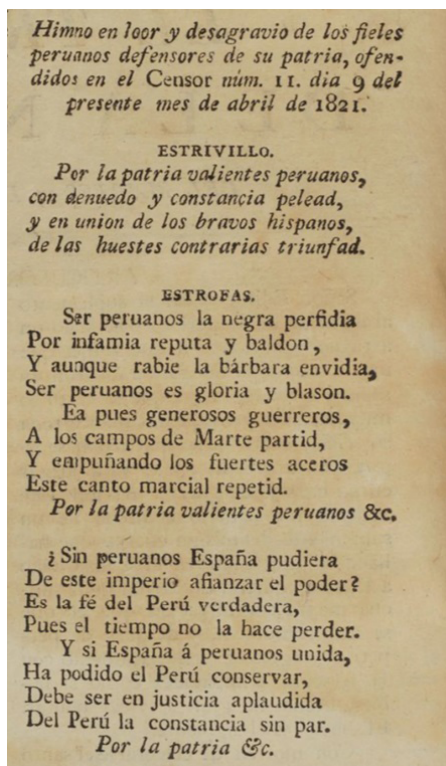 Himno en loor y desagravio de los fieles
peruanos defensores de su patria, ofen-
didos en el Censor núm. 11. dia 9 del
presente mes de abril de 1821.
ESTRIVILLO.
Por la patria valientes peruanos,
con denuedo y constancia pelead,
y en union de los bravos hispanos,
de las huestes contrarias triunfad.
ESTROFAS.
Ser peruanos la negra perfidia
Por infamia reputa y baldon,
Y aunque rabie la bárbara envidia,
Ser peruanos es gloria y blason.
Ea pues generosos guerreros,
A los campos de Marte partid,
Y empuñando los fuertes aceros
Este canto marcial repetid.
Por la patria valientes peruanos &c.
¿Sin peruanos España pudiera
De este imperio afianzar el poder?
Es la fé del Perú verdadera,
Pues el tiempo no la hace perder.
Y si España á peruanos unida,
Ha podido el Perú conservar,
Debe ser en justicia aplaudida
Del Perú la constancia sin par.
Por la patria &c.